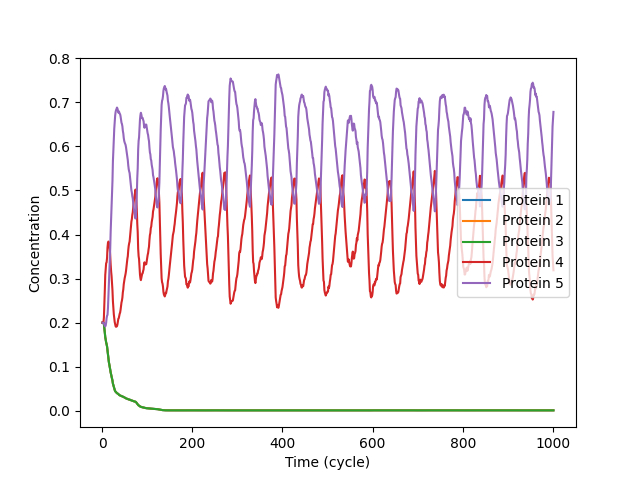 0.8
0.7
0.6
0.5
0.4
0.3
0.2
0.1
0.0
Concentration
Protein 1
Protein 2
Protein 3
Protein 4
Protein 5
0 200 400 600 800 1000
Time (cycle)